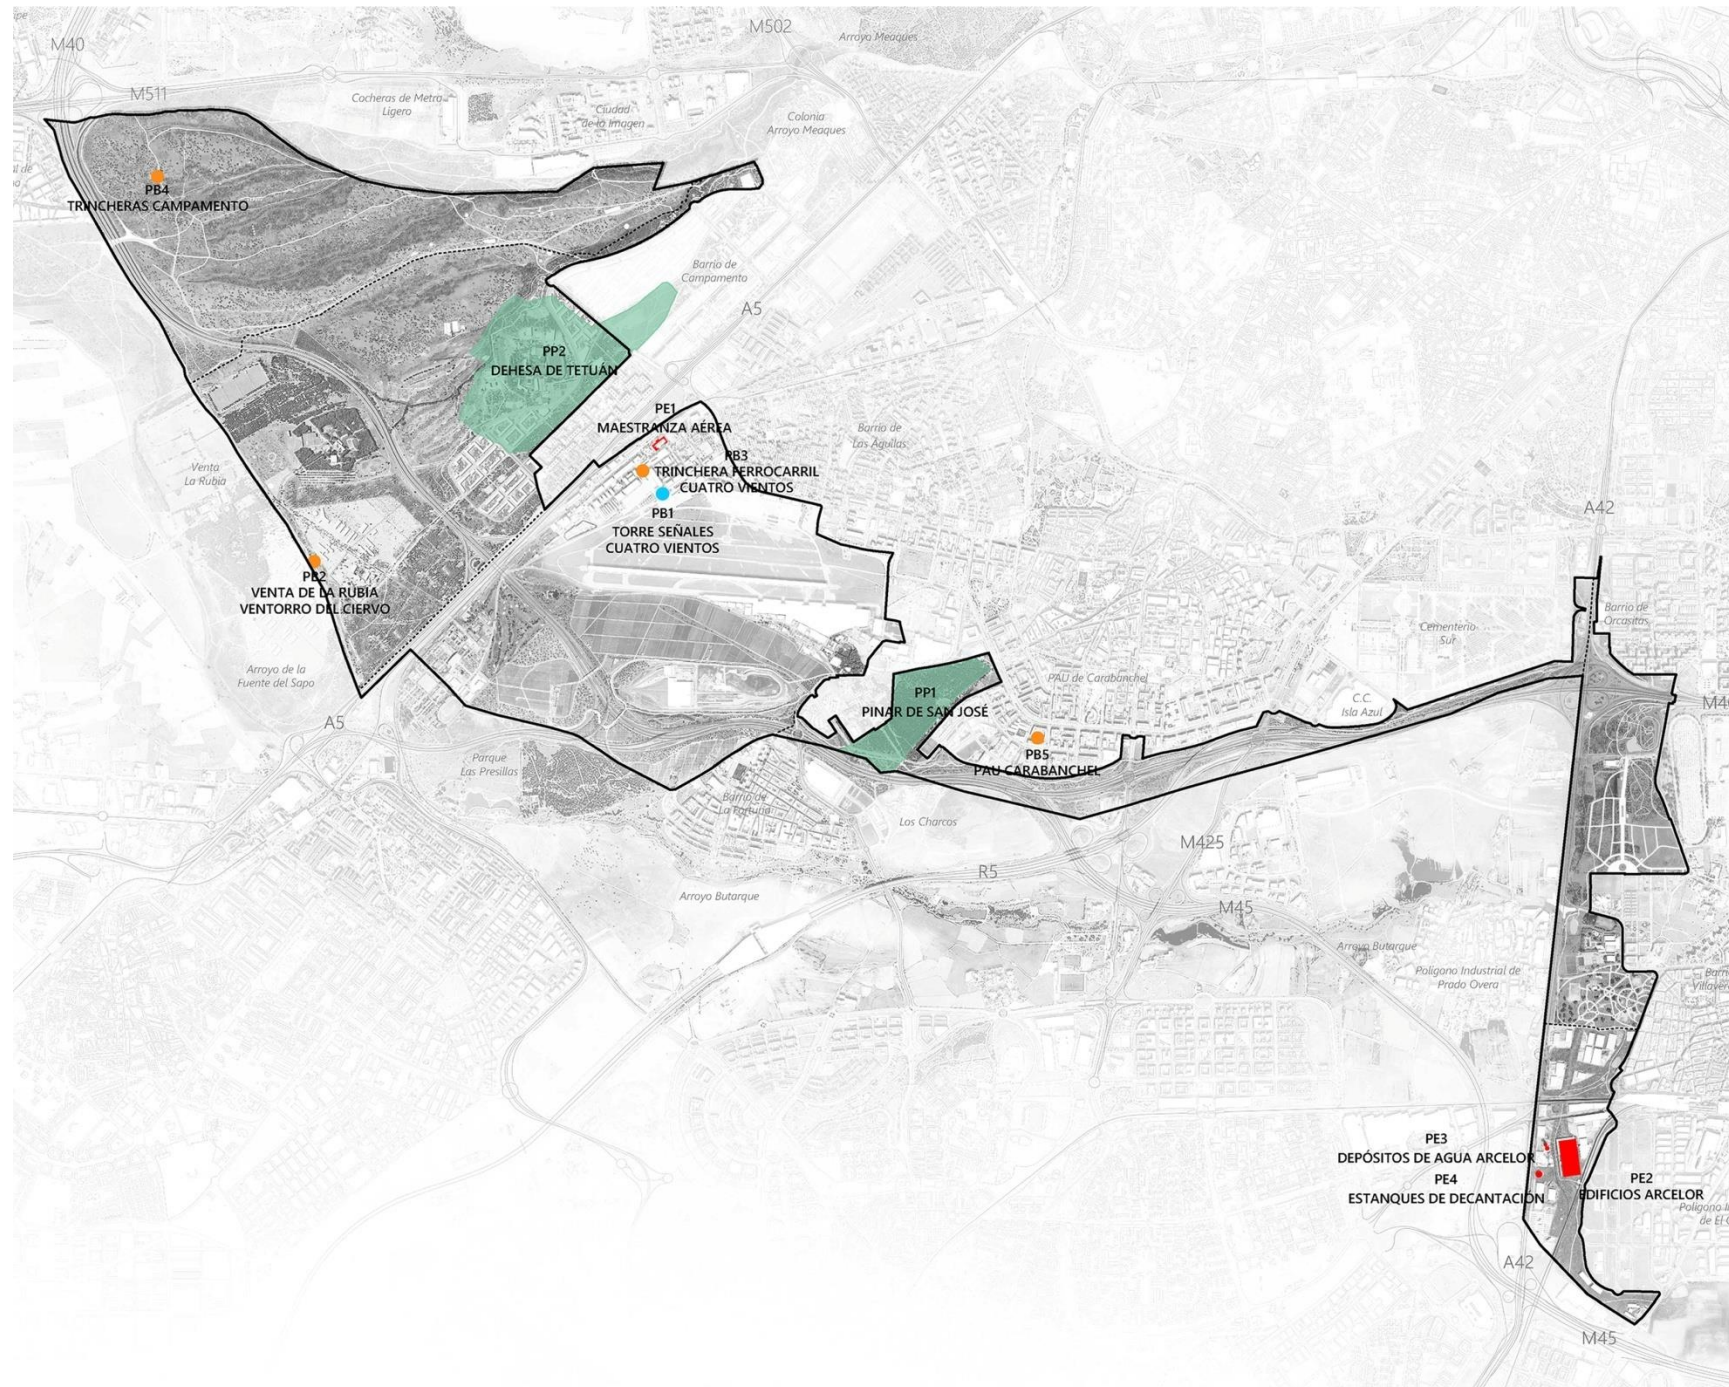 M502
M40
Arroyo Meaques
M511
Cocheras de Metro
Ligero
Ciudad
de la Imagen
Colonia
Arroyo Meaques
PB4
TRINCHERAS CAMPAMENTO
Barrio de
Campamento
A5
PP2
DEHESA DE TETUÁN
PE1
MAESTRANZA AÉREA
Barrio de
Las Águilas
PB3
TRINCHERA FERROCARRIL
CUATRO VIENTOS
Venta
La Rubia
PB1
TORRE SEÑALES
CUATRO VIENTOS
A42
PB2
VENTA DE LA RUBIA
VENTORRO DEL CIERVO
Barrio de
Orcasitas
Cementerio
Sur
Arroyo de la
Fuente del Sapo
PAU de Carabanchel
PP1
PINAR DE SAN JOSÉ
C.C.
Isla Azul
M4
A5
PB5
PAU CARABANCHEL
Parque
Las Presillas
Barrio de
La Fortuna
Los Charcos
M425
R5
Arroyo Butarque
M45
Arroyo Butarque
Polígono Industrial de
Prado Overa
PE3
DEPÓSITOS DE AGUA ARCELOR
PE4
ESTANQUES DE DECANTACIÓN
PE2
EDIFICIOS ARCELOR
Polígono I
de El
A42
M45